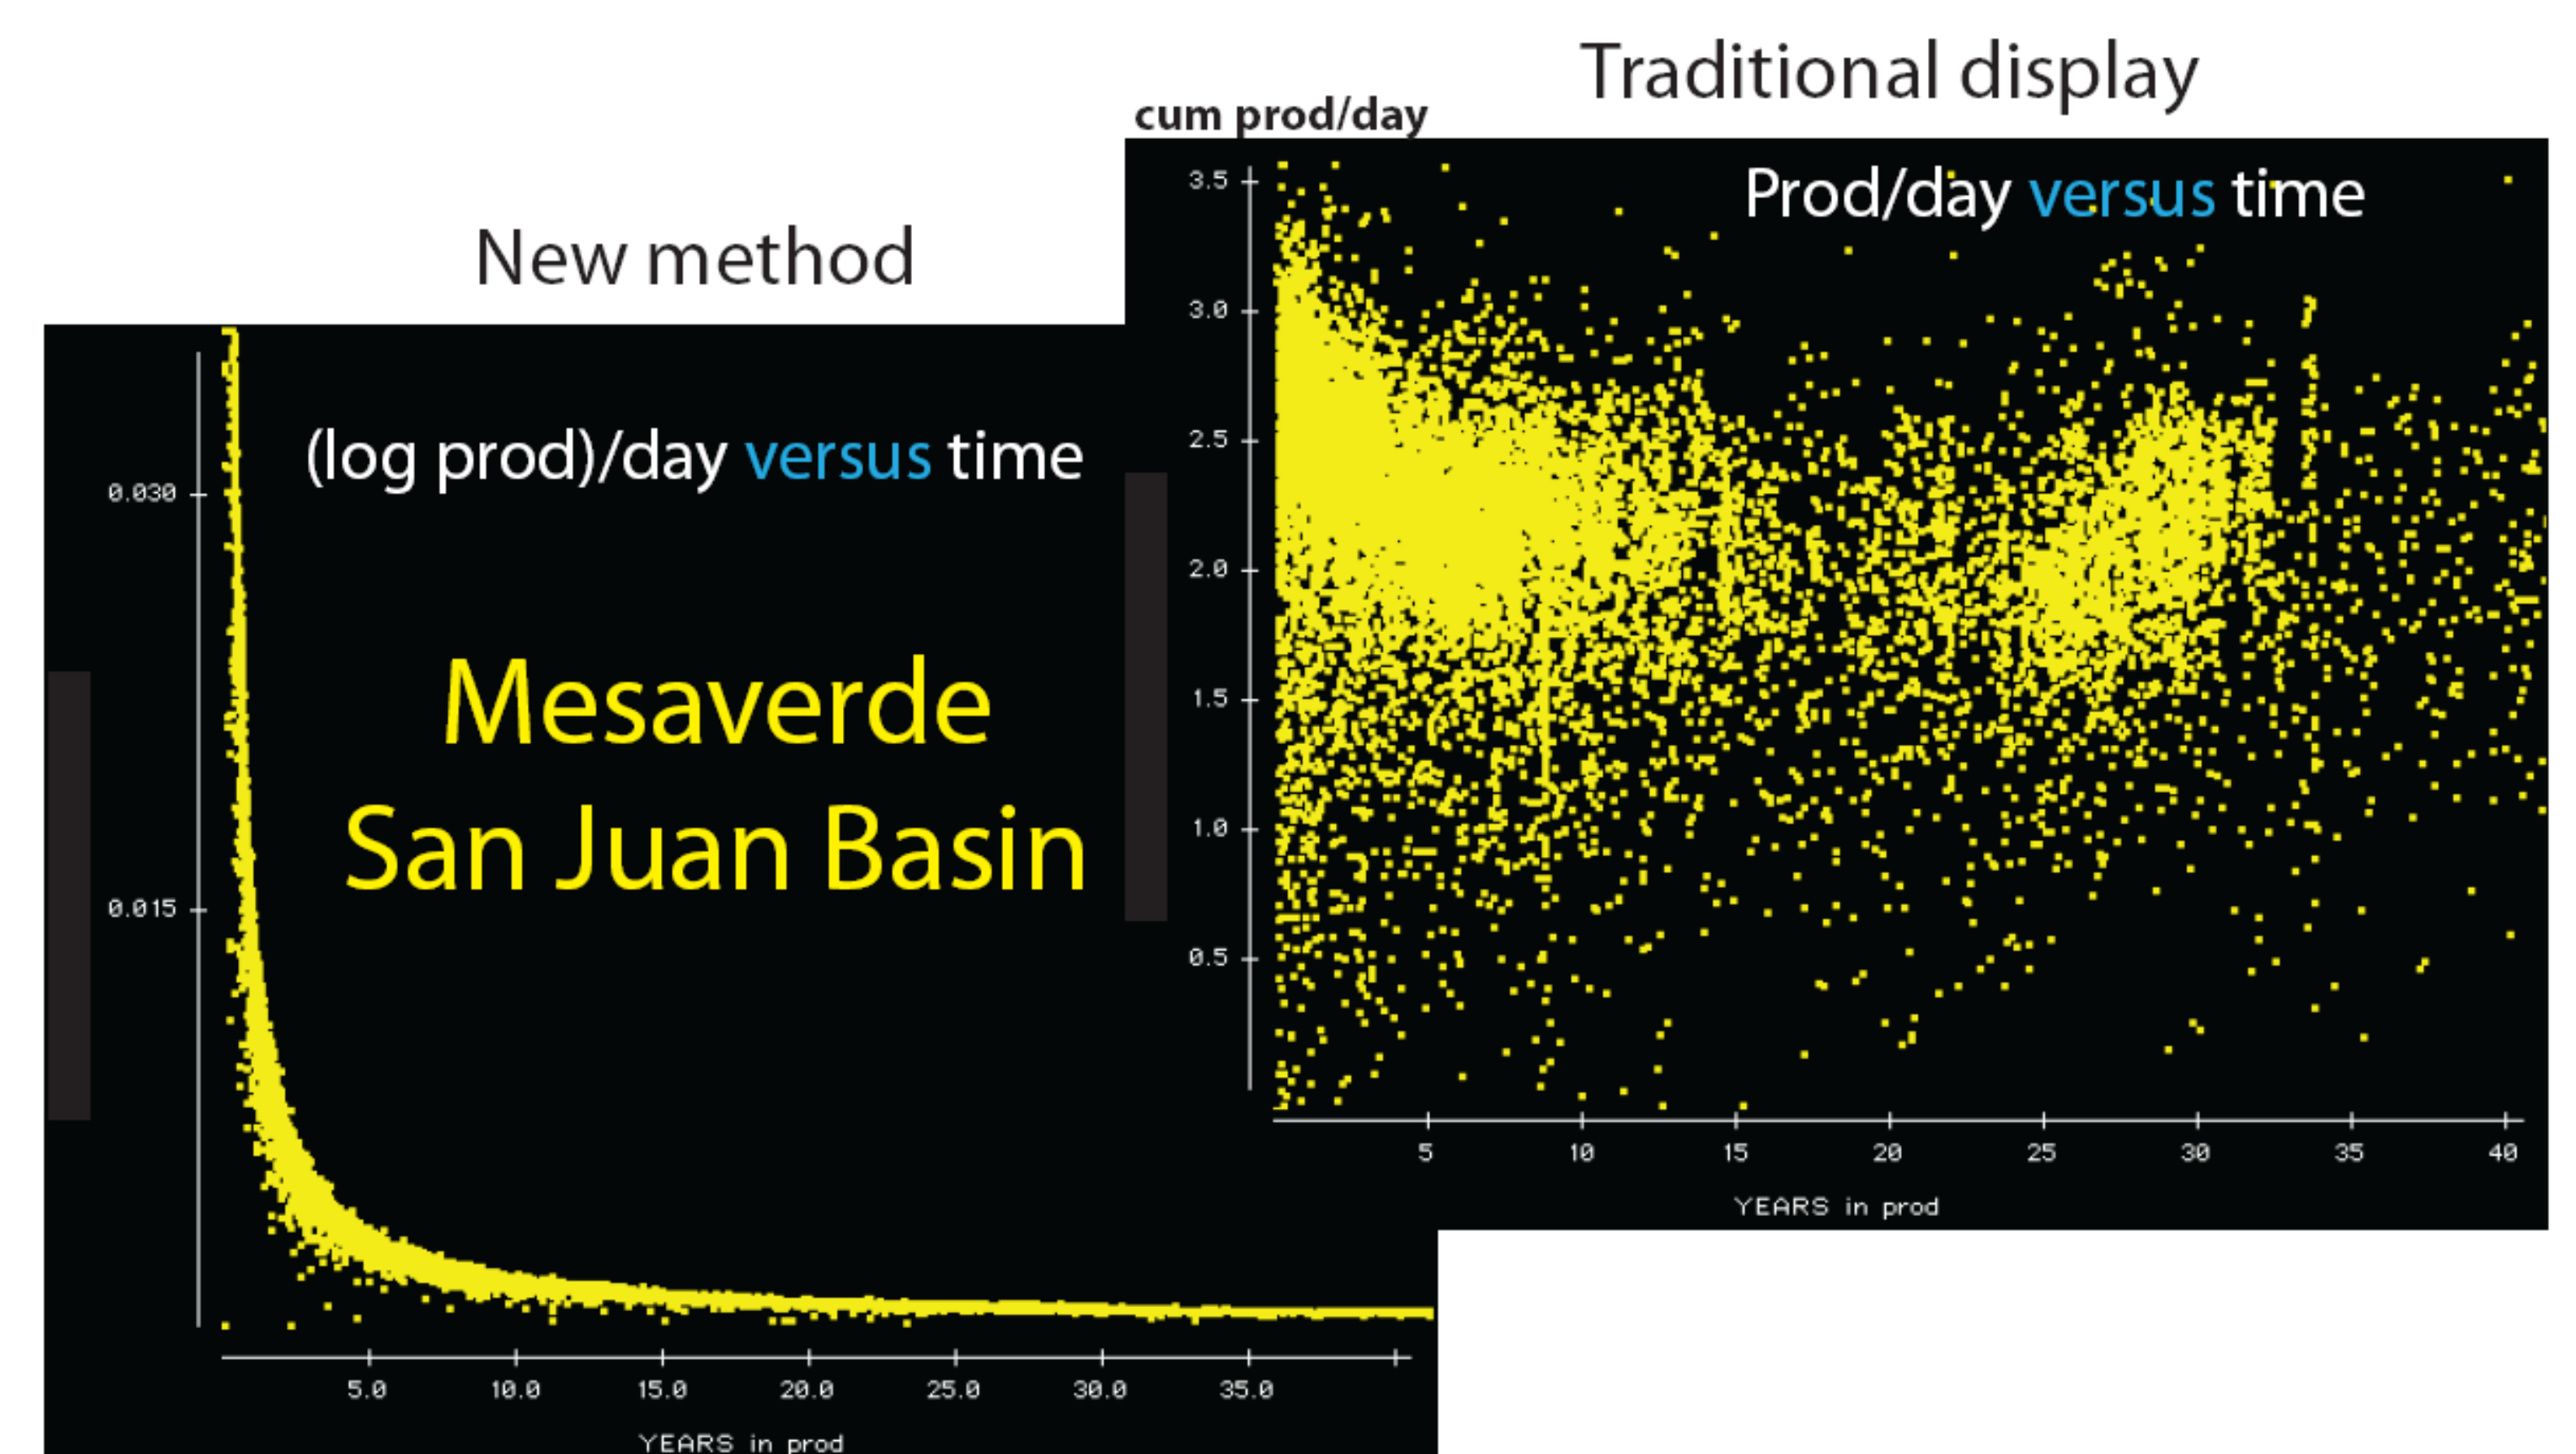 Traditional display
cum prod/day
Prod/day versus time
3.5
3.0
2.5
2.0
1.5
1.0
0.5
5 10 15 20 25 30 35 40
YEARS in prod
New method
(log prod)/day versus time
0.030
Mesaverde
San Juan Basin
0.015
5.0 10.0 15.0 20.0 25.0 30.0 35.0
YEARS in prod